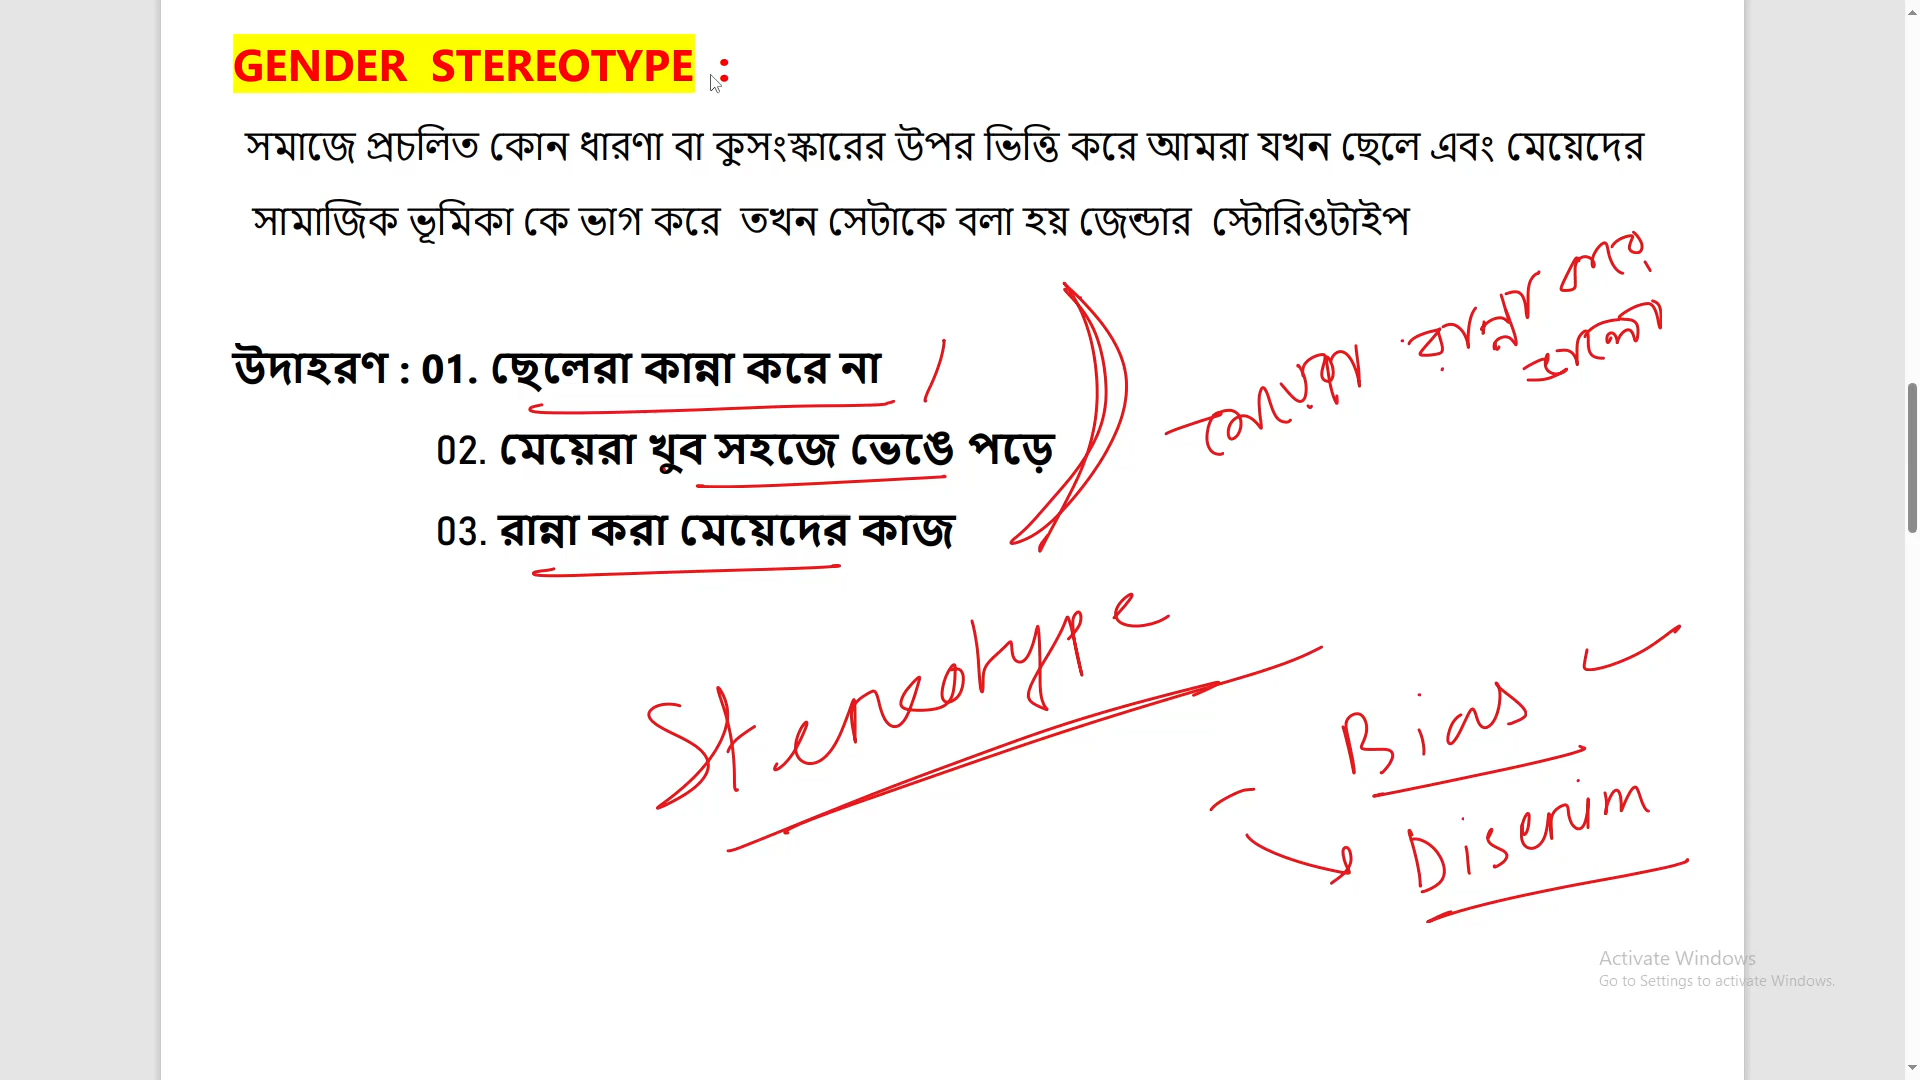 GENDER STEREOTYPE :
সমাজে প্রচলিত কোন ধারণা বা কুসংস্কারের উপর ভিত্তি করে আমরা যখন ছেলে এবং মেয়েদের
সামাজিক ভূমিকা কে ভাগ করে তখন সেটাকে বলা হয় জেন্ডার স্টোরিওটাইপ
উদাহরণ : 01. ছেলেরা কান্না করে না
02. মেয়েরা খুব সহজে ভেঙে পড়ে
03. রান্না করা মেয়েদের কাজ
মেয়েরা রান্না করে
ভালো
Stereotype
Bias
Discrim
Activate Windows
Go to Settings to activate Windows.